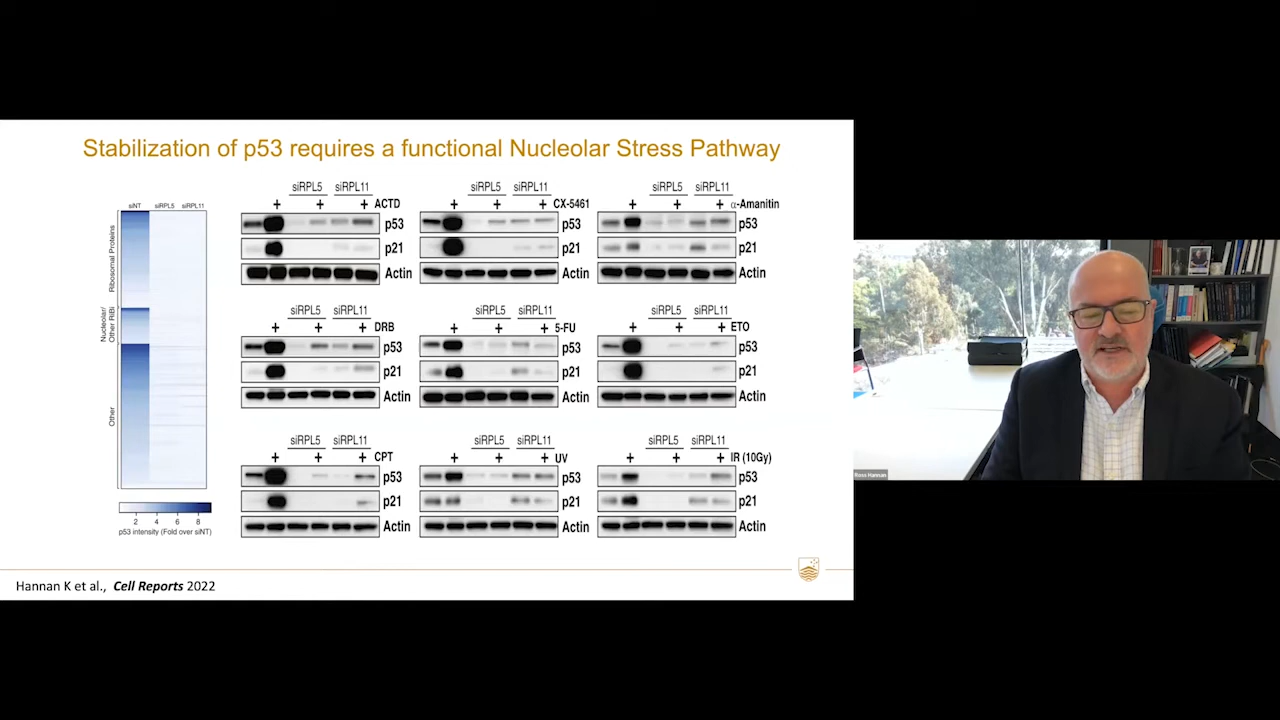 Stabilization of p53 requires a functional Nucleolar Stress Pathway
siNT siRPL5 siRPL11
Ribosomal Proteins
Nucleolar/
Other RiBi
Other
2 4 6 8
p53 intensity (Fold over siNT)
siRPL5 siRPL11
+ + + ACTD
p53
p21
Actin
siRPL5 siRPL11
+ + + CX-5461
p53
p21
Actin
siRPL5 siRPL11
+ + + α-Amanitin
p53
p21
Actin
siRPL5 siRPL11
+ + + DRB
p53
p21
Actin
siRPL5 siRPL11
+ + + 5-FU
p53
p21
Actin
siRPL5 siRPL11
+ + + ETO
p53
p21
Actin
siRPL5 siRPL11
+ + + CPT
p53
p21
Actin
siRPL5 siRPL11
+ + + UV
p53
p21
Actin
siRPL5 siRPL11
+ + + IR (10Gy)
p53
p21
Actin
Hannan K et al., Cell Reports 2022
Ross Hannan